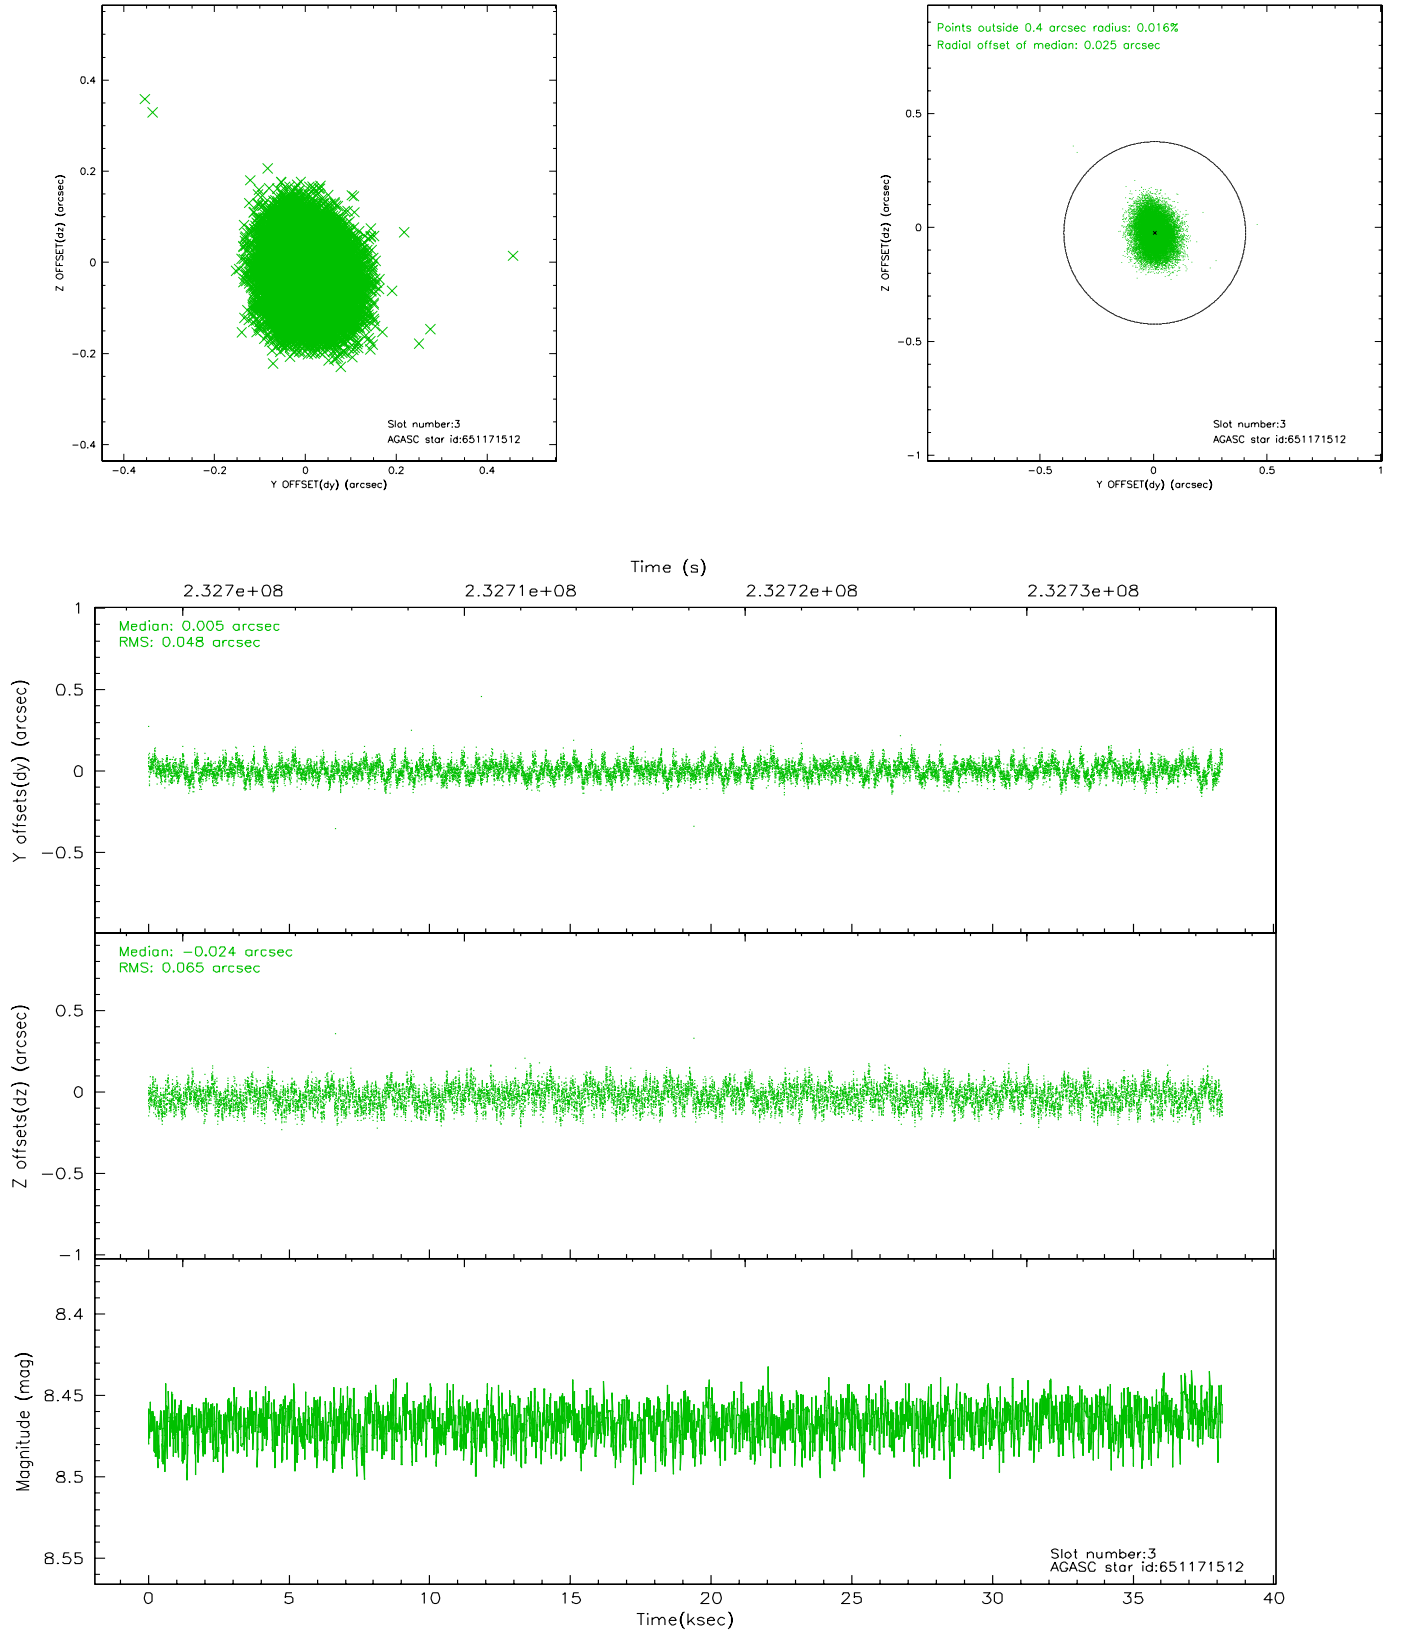 0.4
0.2
0
−0.2
−0.4
Z OFFSET(dz) (arcsec)
Slot number:3
AGASC star id:651171512
−0.4 −0.2 0 0.2 0.4
Y OFFSET(dy) (arcsec)
Points outside 0.4 arcsec radius: 0.016%
Radial offset of median: 0.025 arcsec
0.5
0
−0.5
−1
Z OFFSET(dz) (arcsec)
Slot number:3
AGASC star id:651171512
−0.5 0 0.5 1
Y OFFSET(dy) (arcsec)
Time (s)
2.327e+08 2.3271e+08 2.3272e+08 2.3273e+08
Median: 0.005 arcsec
RMS: 0.048 arcsec
1
0.5
0
−0.5
Y offsets(dy) (arcsec)
Median: −0.024 arcsec
RMS: 0.065 arcsec
0.5
0
−0.5
−1
Z offsets(dz) (arcsec)
8.4
8.45
8.5
8.55
Magnitude (mag)
Slot number:3
AGASC star id:651171512
0 5 10 15 20 25 30 35 40
Time(ksec)